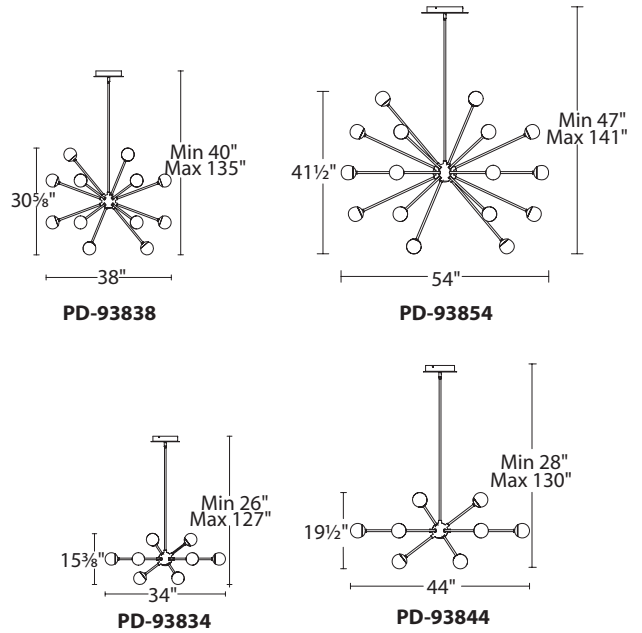 Min 40"
Max 135"
30⅝"
38"
PD-93838
Min 47"
Max 141"
41½"
54"
PD-93854
Min 26"
Max 127"
15⅜"
34"
PD-93834
Min 28"
Max 130"
19½"
44"
PD-93844